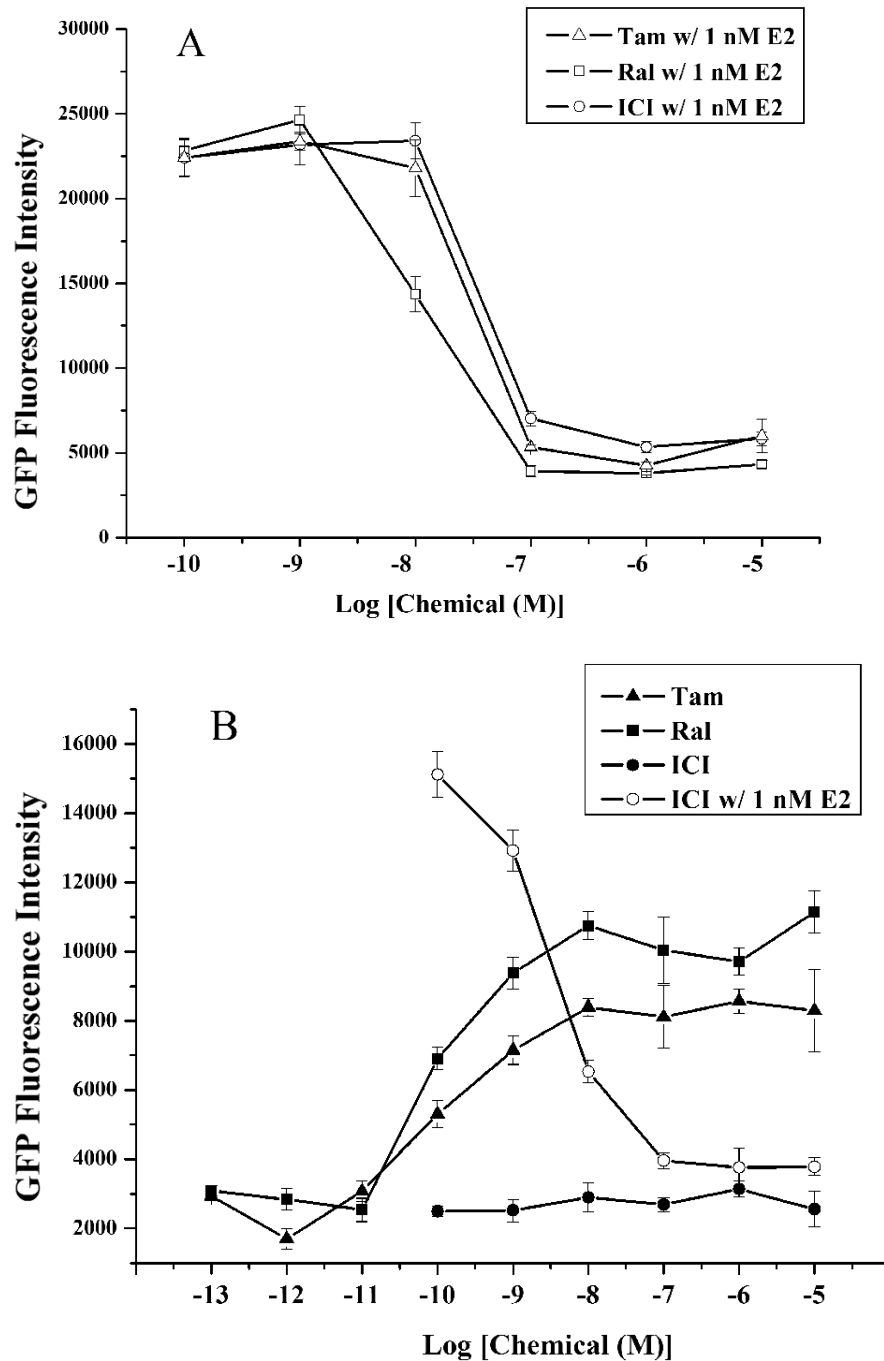 A
Tam w/ 1 nM E2
Ral w/ 1 nM E2
ICI w/ 1 nM E2
30000
25000
20000
15000
10000
5000
0
GFP Fluorescence Intensity
-10 -9 -8 -7 -6 -5
Log [Chemical (M)]
B
Tam
Ral
ICI
ICI w/ 1 nM E2
16000
14000
12000
10000
8000
6000
4000
2000
GFP Fluorescence Intensity
-13 -12 -11 -10 -9 -8 -7 -6 -5
Log [Chemical (M)]